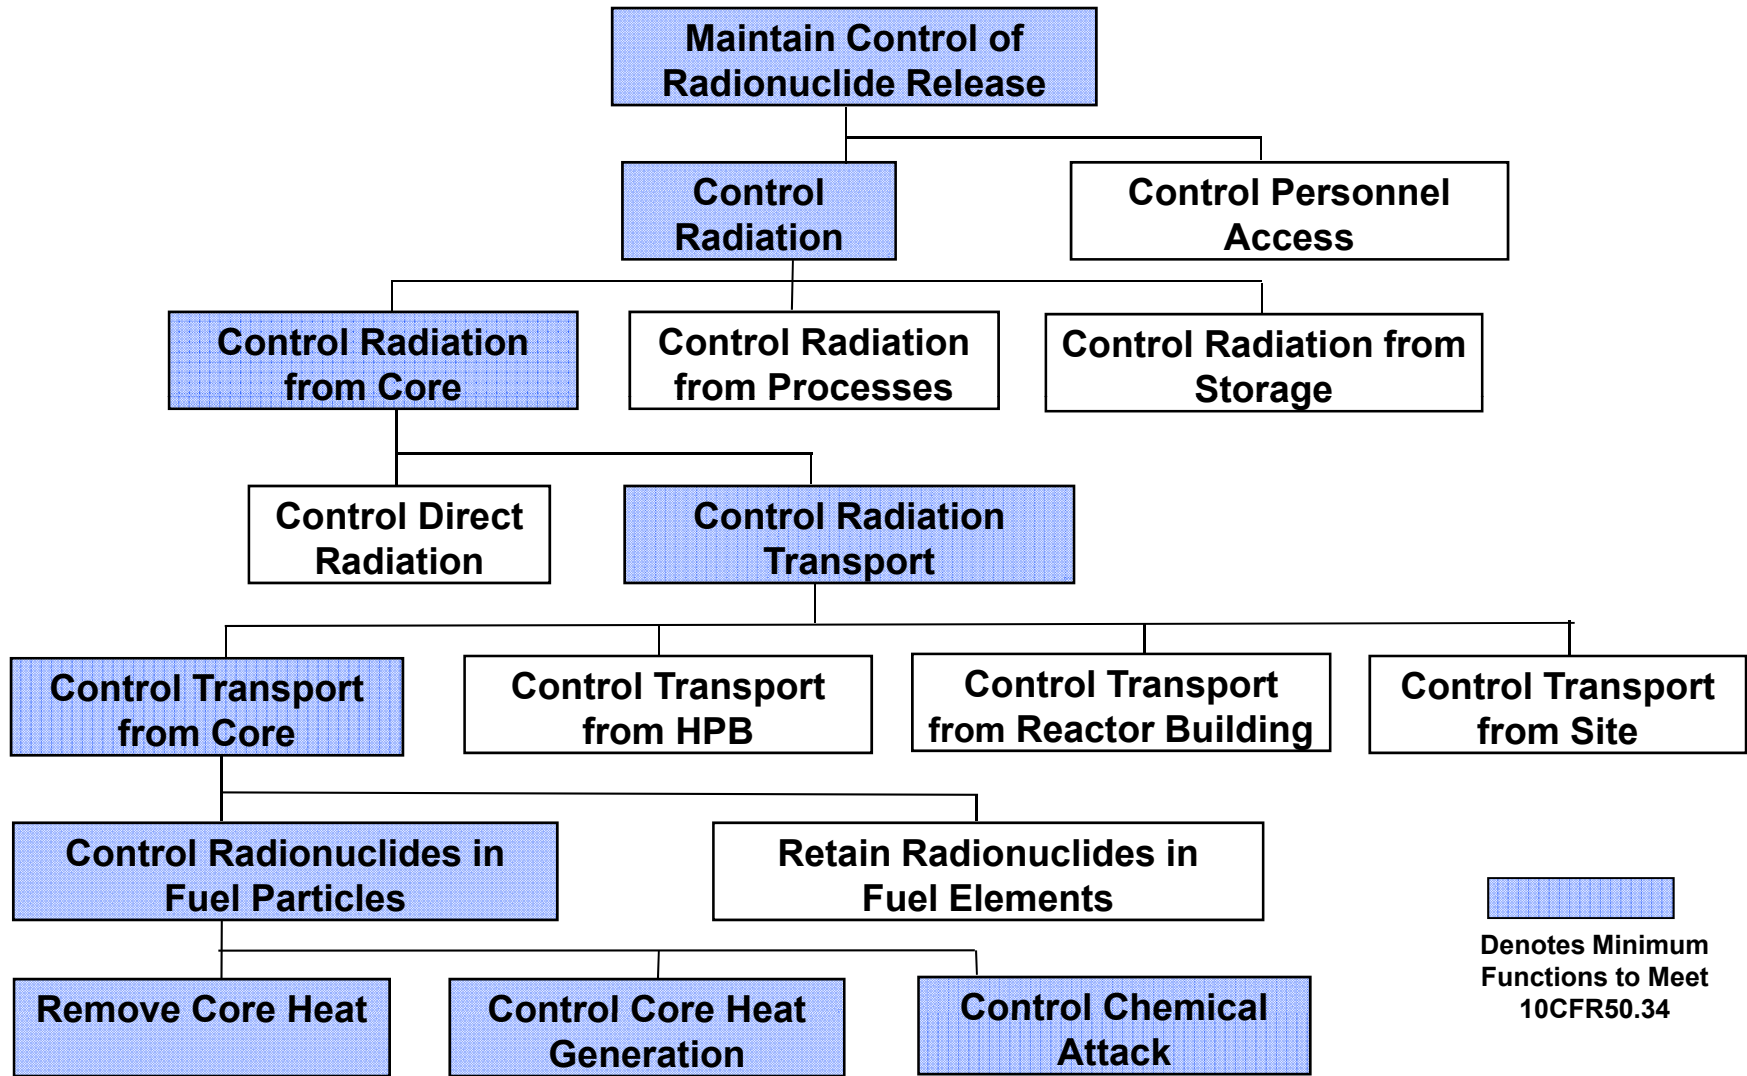 Maintain Control of
Radionuclide Release
Control
Radiation
Control Personnel
Access
Control Radiation
from Core
Control Radiation
from Processes
Control Radiation from
Storage
Control Direct
Radiation
Control Radiation
Transport
Control Transport
from Core
Control Transport
from HPB
Control Transport
from Reactor Building
Control Transport
from Site
Control Radionuclides in
Fuel Particles
Retain Radionuclides in
Fuel Elements
Denotes Minimum
Functions to Meet
10CFR50.34
Remove Core Heat
Control Core Heat
Generation
Control Chemical
Attack